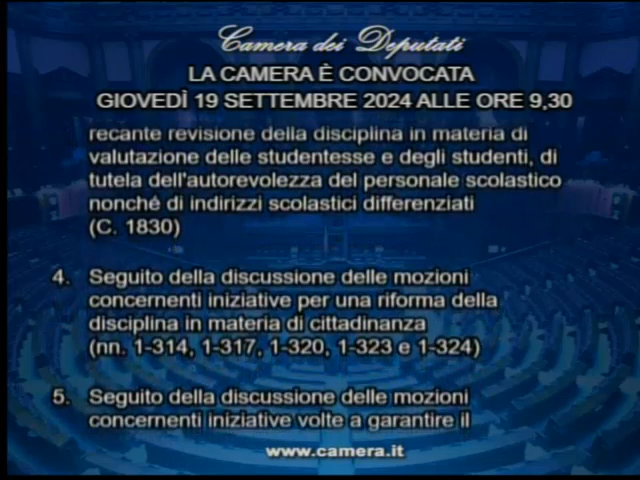 Camera dei Deputati
LA CAMERA È CONVOCATA
GIOVEDÌ 19 SETTEMBRE 2024 ALLE ORE 9,30
recante revisione della disciplina in materia di
valutazione delle studentesse e degli studenti, di
tutela dell'autorevolezza del personale scolastico
nonché di indirizzi scolastici differenziati
(C. 1830)
4. Seguito della discussione delle mozioni
concernenti iniziative per una riforma della
disciplina in materia di cittadinanza
(nn. 1-314, 1-317, 1-320, 1-323 e 1-324)
5. Seguito della discussione delle mozioni
concernenti iniziative volte a garantire il
www.camera.it